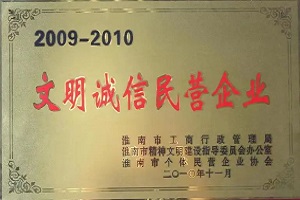 2009-2010
文明诚信民营企业
淮南市工商行政管理局
淮南市精神文明建设指导委员会办公室
淮南市个体民营企业协会
二〇一〇年十一月